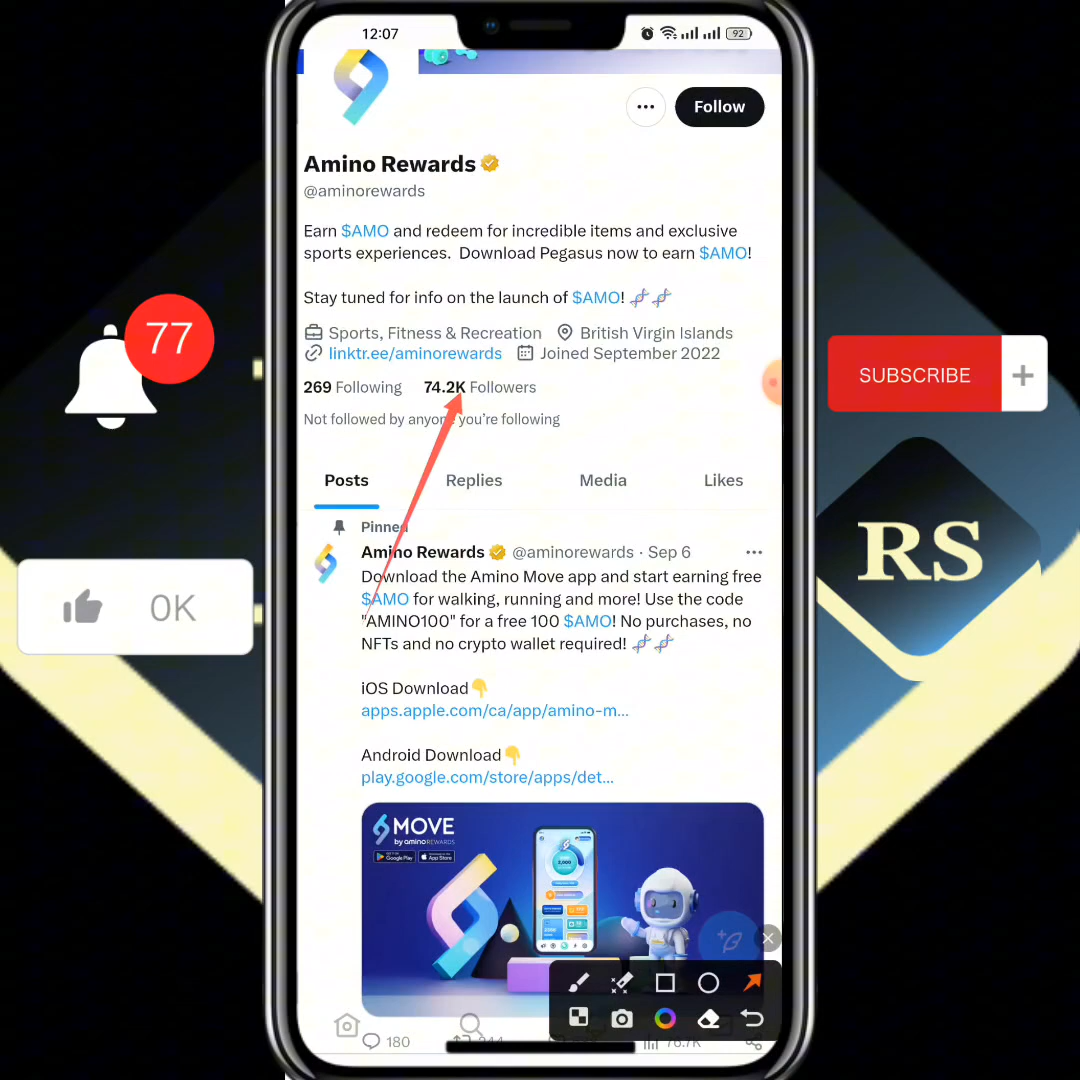 12:07
92
Follow
Amino Rewards
@aminorewards
Earn $AMO and redeem for incredible items and exclusive
sports experiences. Download Pegasus now to earn $AMO!
Stay tuned for info on the launch of $AMO! 🧬🧬
Sports, Fitness & Recreation British Virgin Islands
linktr.ee/aminorewards Joined September 2022
269 Following 74.2K Followers
Not followed by anyone you're following
Posts Replies Media Likes
Pinned
Amino Rewards @aminorewards · Sep 6
Download the Amino Move app and start earning free
$AMO for walking, running and more! Use the code
"AMINO100" for a free 100 $AMO! No purchases, no
NFTs and no crypto wallet required! 🧬🧬
iOS Download👇
apps.apple.com/ca/app/amino-m...
Android Download👇
play.google.com/store/apps/det...
MOVE
by aminoREWARDS
Google Play App Store
180
76.7K
77
0K
SUBSCRIBE
RS